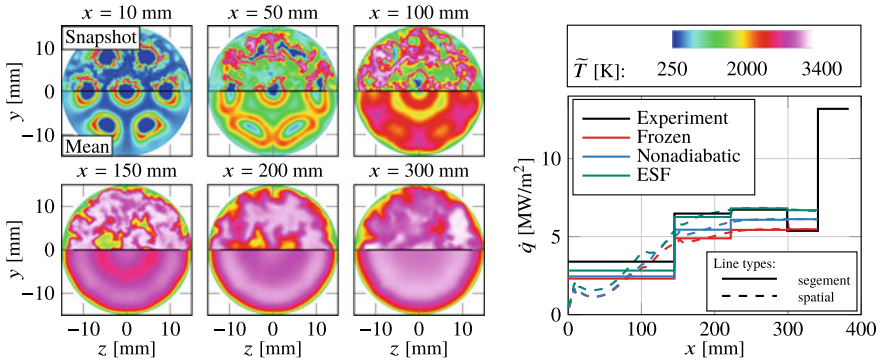 x = 10 mm
x = 50 mm
x = 100 mm
Snapshot
Mean
y [mm]
10
0
−10
x = 150 mm
x = 200 mm
x = 300 mm
y [mm]
10
0
−10
−10 0 10
−10 0 10
−10 0 10
z [mm]
z [mm]
z [mm]
T̃ [K]:
250 2000 3400
Experiment
Frozen
Nonadiabatic
ESF
q̇ [MW/m²]
10
5
0
Line types:
segement
spatial
0 100 200 300 400
x [mm]